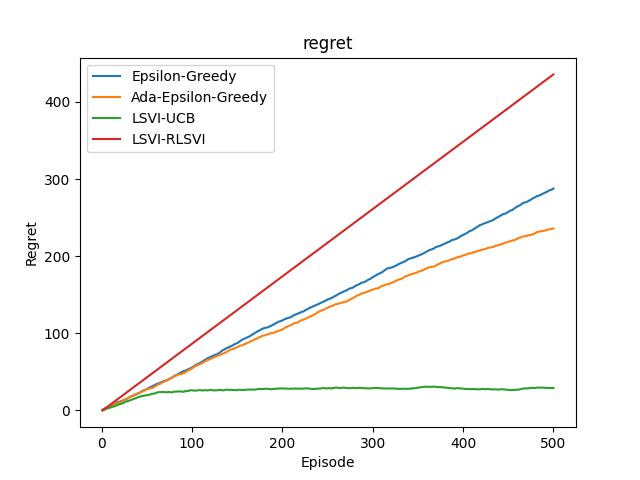 regret
Epsilon-Greedy
Ada-Epsilon-Greedy
LSVI-UCB
LSVI-RLSVI
Regret
400
300
200
100
0
0 100 200 300 400 500
Episode